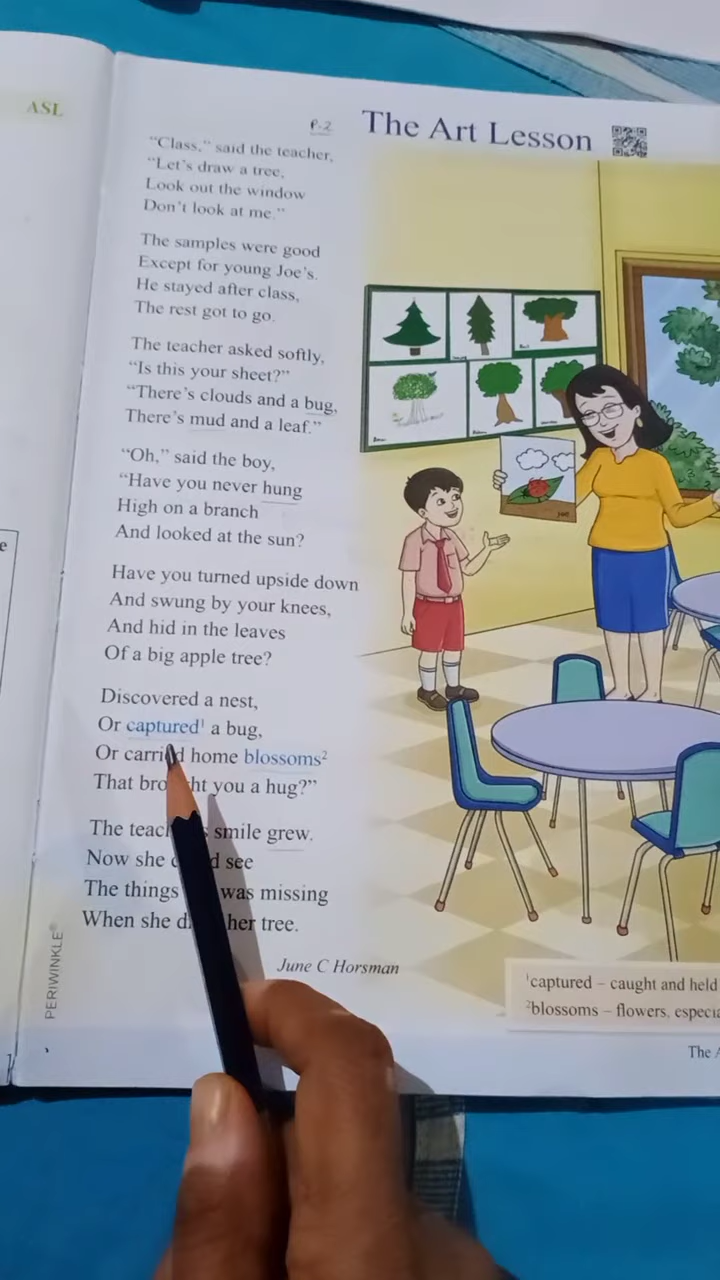 ASL
P-2
The Art Lesson
“Class,” said the teacher,
“Let’s draw a tree,
Look out the window
Don’t look at me.”
The samples were good
Except for young Joe’s.
He stayed after class,
The rest got to go.
The teacher asked softly,
“Is this your sheet?”
“There’s clouds and a bug,
There’s mud and a leaf.”
“Oh,” said the boy,
“Have you never hung
High on a branch
And looked at the sun?
Have you turned upside down
And swung by your knees,
And hid in the leaves
Of a big apple tree?
Discovered a nest,
Or captured¹ a bug,
Or carried home blossoms²
That brought you a hug?”
The smile grew.
Now she see
The things was missing
When she her tree.
June C Horsman
PERIWINKLE®
¹captured – caught and held
²blossoms – flowers,
The